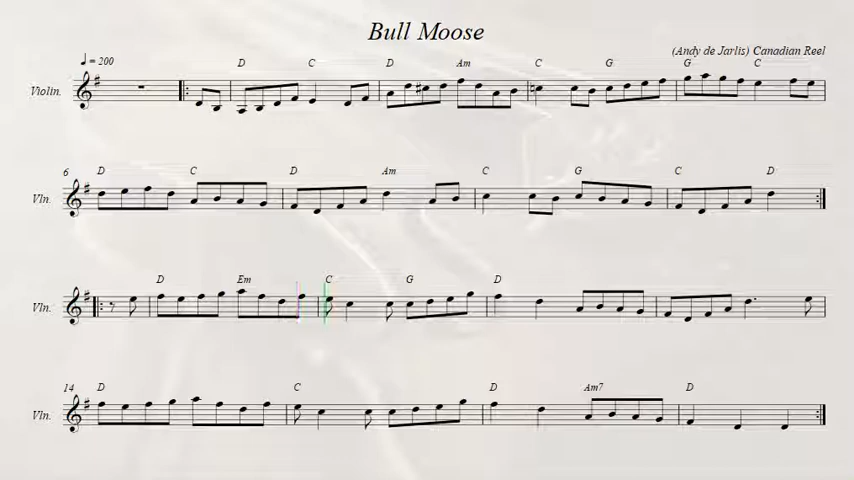 Bull Moose
♩ = 200
(Andy de Jarlis) Canadian Reel
D C D Am C G G C
Violin.
6 D C D Am C G C D
Vln.
D Em C G D
Vln.
14 D C D Am7 D
Vln.